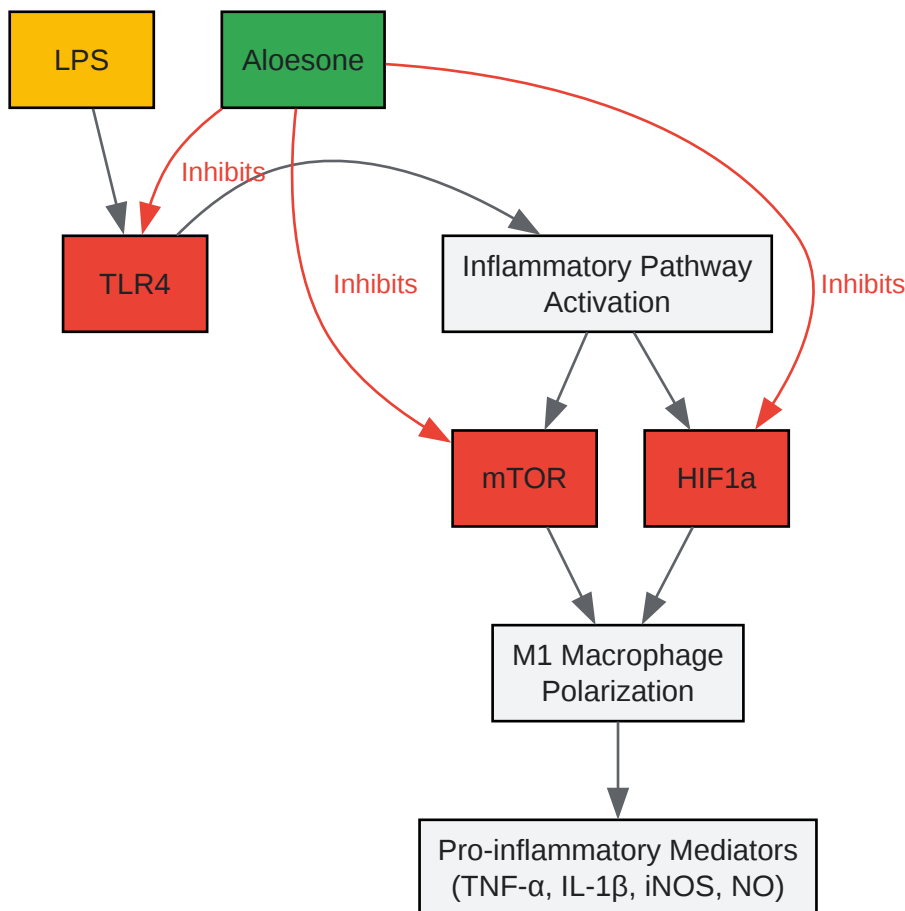 LPS
Aloesone
Inhibits
TLR4
Inhibits
Inflammatory Pathway
Activation
Inhibits
mTOR
HIF1a
M1 Macrophage
Polarization
Pro-inflammatory Mediators
(TNF-α, IL-1β, iNOS, NO)